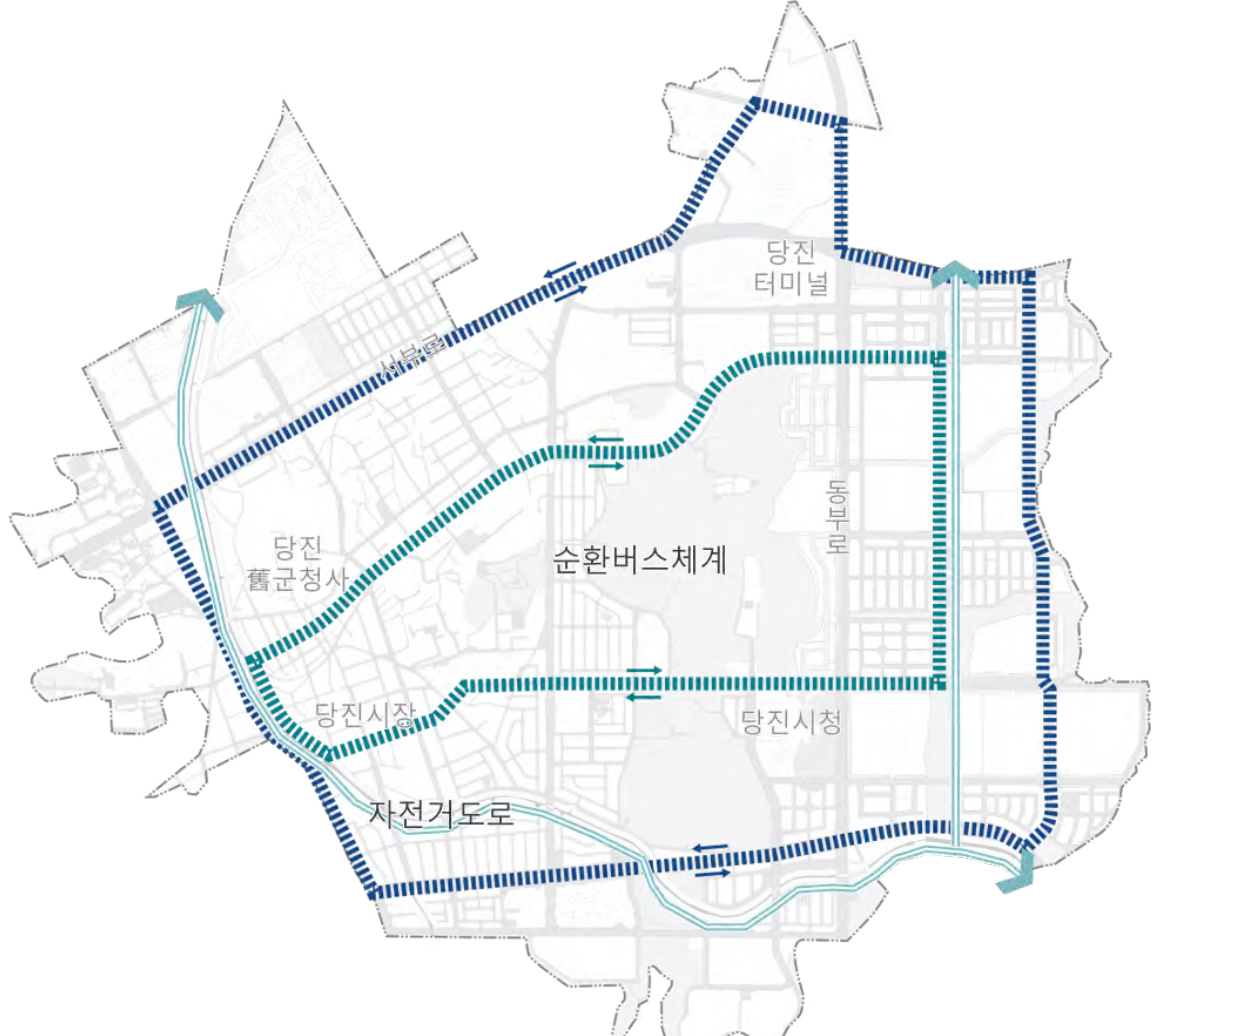 당진
터미널
서부로
동부로
당진
舊군청사
순환버스체계
당진시장
당진시청
자전거도로